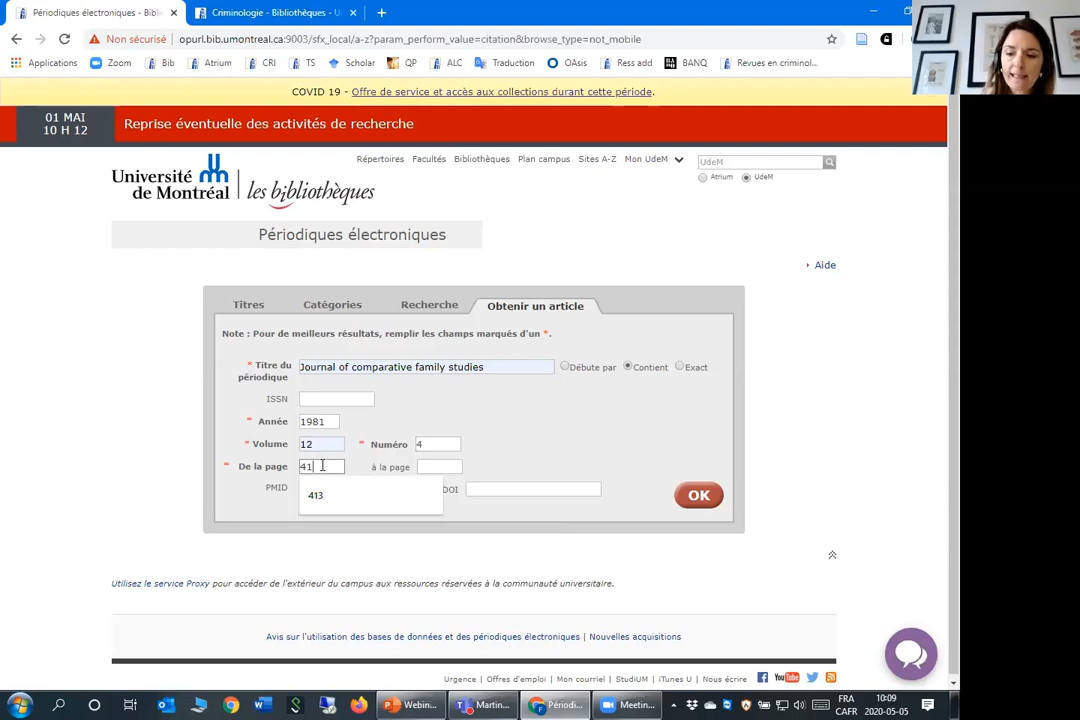 Périodiques électroniques - Bibli
Criminologie - Bibliothèques - U
Non sécurisé
opurl.bib.umontreal.ca:9003/sfx_local/a-z?param_perform_value=citation&browse_type=not_mobile
Applications
Zoom
Bib
Atrium
CRI
TS
Scholar
QP
ALC
Traduction
OAsis
Ress add
BANQ
Revues en criminol...
COVID 19 - Offre de service et accès aux collections durant cette période.
01 MAI
10 H 12
Reprise éventuelle des activités de recherche
Répertoires Facultés Bibliothèques Plan campus Sites A-Z Mon UdeM
UdeM
Atrium UdeM
Université
de Montréal
les bibliothèques
Périodiques électroniques
Aide
Titres Catégories Recherche Obtenir un article
Note : Pour de meilleurs résultats, remplir les champs marqués d'un *.
* Titre du périodique Journal of comparative family studies Débute par Contient Exact
ISSN
* Année 1981
* Volume 12 * Numéro 4
* De la page 41 à la page
PMID DOI
413
OK
Utilisez le service Proxy pour accéder de l'extérieur du campus aux ressources réservées à la communauté universitaire.
Avis sur l'utilisation des bases de données et des périodiques électroniques | Nouvelles acquisitions
Urgence | Offres d'emploi | Mon courriel | StudiUM | iTunes U | Nous écrire
YouTube
Webin...
Martin...
Périodi...
Meetin...
FRA
CAFR
10:09
2020-05-05